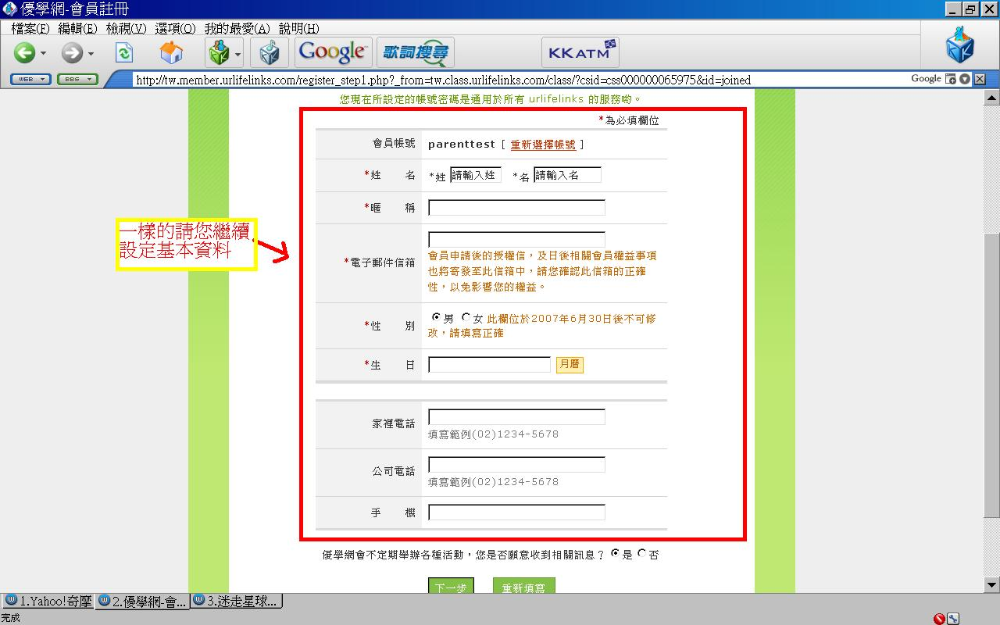 優學網-會員註冊
檔案(F) 編輯(E) 檢視(V) 選項(O) 我的最愛(A) 說明(H)
Google 歌詞搜尋 KKATM KK
WEB BBS http://tw.member.urlifelinks.com/register_step1.php?_from=tw.class.urlifelinks.com/class/?csid=css000000065975&id=joined Google
您現在所設定的帳號密碼是通用於所有 urlifelinks 的服務喲。
*為必填欄位
會員帳號 parenttest [ 重新選擇帳號 ]
*姓 名 *姓 請輸入姓 *名 請輸入名
*暱 稱
一樣的請您繼續
設定基本資料
*電子郵件信箱
會員申請後的授權信，及日後相關會員權益事項
也將寄發至此信箱中，請您確認此信箱的正確
性，以免影響您的權益。
*性 別 男 女 此欄位於2007年6月30日後不可修
改，請填寫正確
*生 日 月曆
家裡電話
填寫範例(02)1234-5678
公司電話
填寫範例(02)1234-5678
手 機
優學網會不定期舉辦各種活動，您是否願意收到相關訊息？ 是 否
下一步 重新填寫
1.Yahoo!奇摩 2.優學網-會... 3.迷走星球...
完成